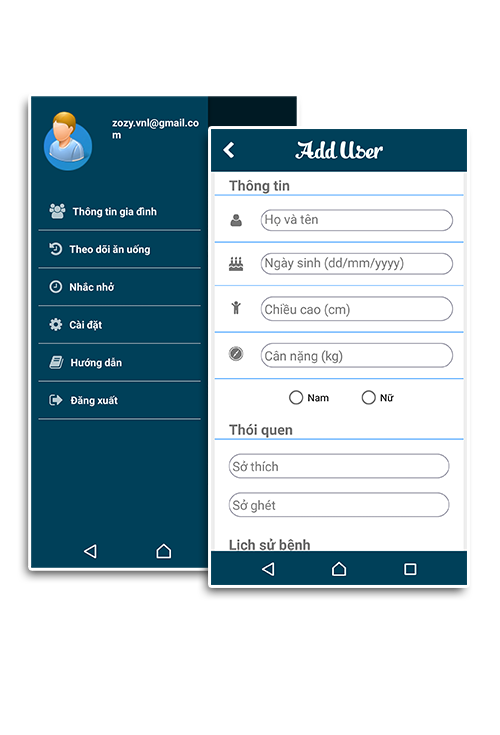 zozy.vnl@gmail.co
m
Thông tin gia đình
Theo dõi ăn uống
Nhắc nhở
Cài đặt
Hướng dẫn
Đăng xuất
Add User
Thông tin
Họ và tên
Ngày sinh (dd/mm/yyyy)
Chiều cao (cm)
Cân nặng (kg)
Nam Nữ
Thói quen
Sở thích
Sở ghét
Lịch sử bệnh